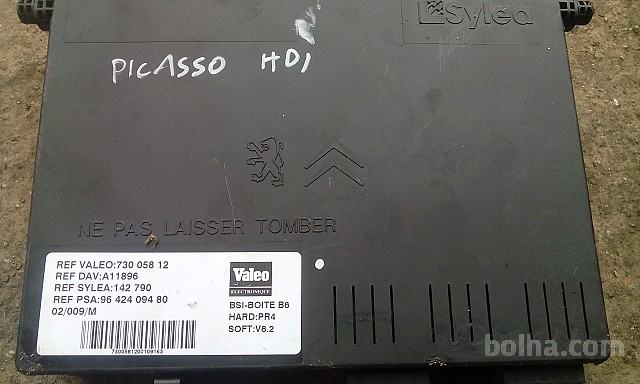 Sylea
PICASSO HDI
NE PAS LAISSER TOMBER
REF VALEO:730 058 12
REF DAV:A11896
REF SYLEA:142 790
REF PSA:96 424 094 80
02/009/M
7300581200109163
Valeo
ELECTRONIQUE
BSI-BOITE B6
HARD:PR4
SOFT:V6.2
bolha.com